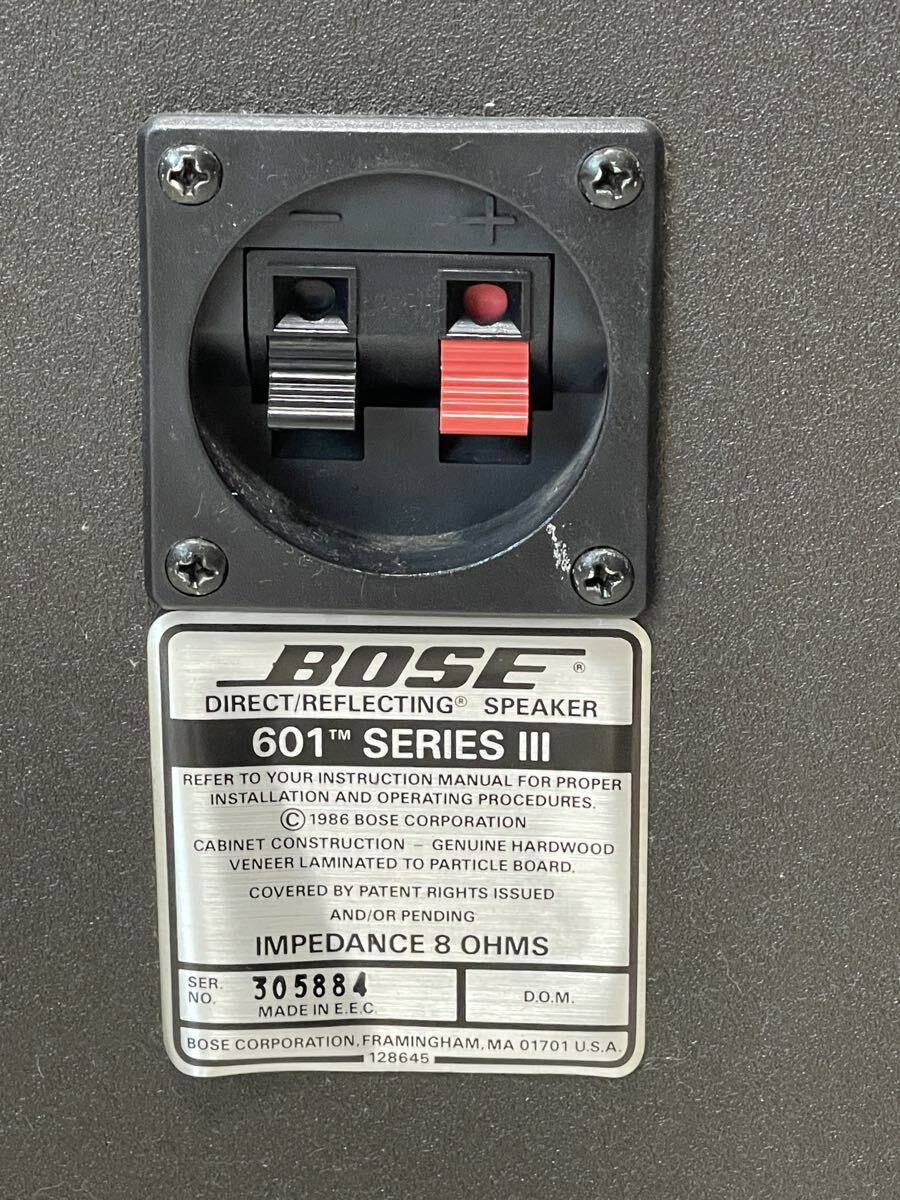 − +
BOSE®
DIRECT/REFLECTING® SPEAKER
601™ SERIES III
REFER TO YOUR INSTRUCTION MANUAL FOR PROPER
INSTALLATION AND OPERATING PROCEDURES.
© 1986 BOSE CORPORATION
CABINET CONSTRUCTION – GENUINE HARDWOOD
VENEER LAMINATED TO PARTICLE BOARD.
COVERED BY PATENT RIGHTS ISSUED
AND/OR PENDING
IMPEDANCE 8 OHMS
SER. NO. 305884
MADE IN E.E.C.
D.O.M.
BOSE CORPORATION, FRAMINGHAM, MA 01701 U.S.A.
128645